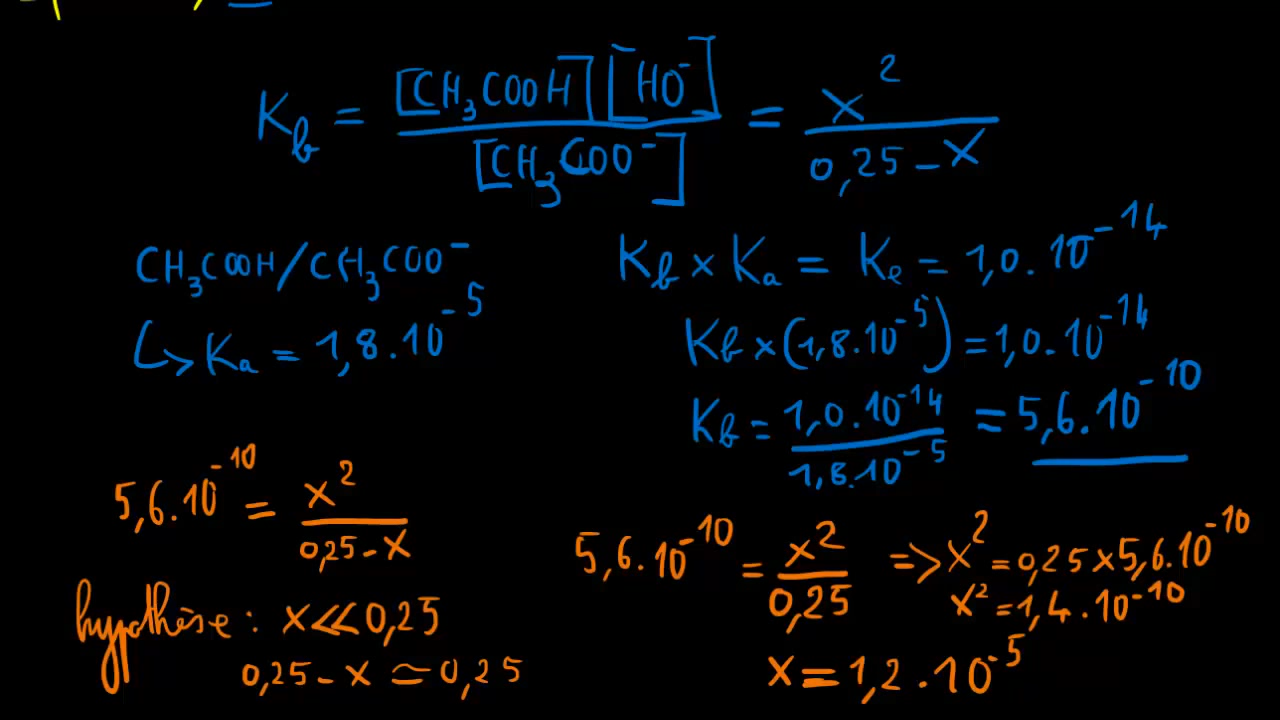 K_b = [CH₃COOH] [HO⁻] / [CH₃COO⁻] = x² / 0,25 – x
CH₃COOH/CH₃COO⁻
↳ Ka = 1,8.10⁻⁵
K_b x Ka = Ke = 1,0.10⁻¹⁴
K_b x (1,8.10⁻⁵) = 1,0.10⁻¹⁴
K_b = 1,0.10⁻¹⁴ / 1,8.10⁻⁵ = 5,6.10⁻¹⁰
5,6.10⁻¹⁰ = x² / 0,25 – x
hypothèse : x << 0,25
0,25 – x ≃ 0,25
5,6.10⁻¹⁰ = x² / 0,25 => x² = 0,25 x 5,6.10⁻¹⁰
x² = 1,4.10⁻¹⁰
x = 1,2.10⁻⁵